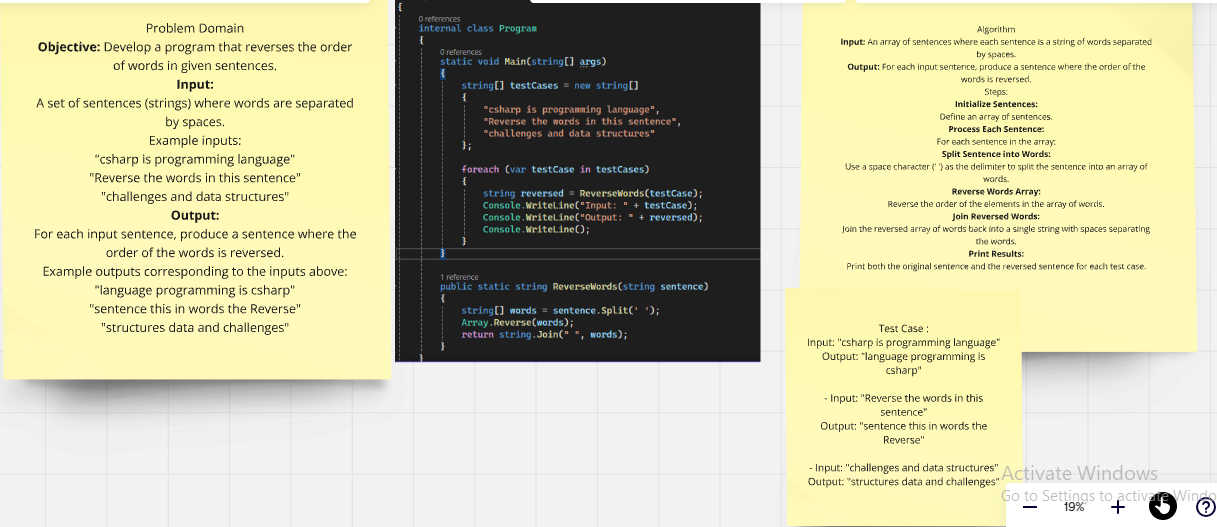 Problem Domain
Objective: Develop a program that reverses the order
of words in given sentences.
Input:
A set of sentences (strings) where words are separated
by spaces.
Example inputs:
"csharp is programming language"
"Reverse the words in this sentence"
"challenges and data structures"
Output:
For each input sentence, produce a sentence where the
order of the words is reversed.
Example outputs corresponding to the inputs above:
"language programming is csharp"
"sentence this in words the Reverse"
"structures data and challenges"
{
0 references
internal class Program
{
0 references
static void Main(string[] args)
{
string[] testCases = new string[]
{
"csharp is programming language",
"Reverse the words in this sentence",
"challenges and data structures"
};
foreach (var testCase in testCases)
{
string reversed = ReverseWords(testCase);
Console.WriteLine("Input: " + testCase);
Console.WriteLine("Output: " + reversed);
Console.WriteLine();
}
}
1 reference
public static string ReverseWords(string sentence)
{
string[] words = sentence.Split(' ');
Array.Reverse(words);
return string.Join(" ", words);
}
}
Algorithm
Input: An array of sentences where each sentence is a string of words separated
by spaces.
Output: For each input sentence, produce a sentence where the order of the
words is reversed.
Steps:
Initialize Sentences:
Define an array of sentences.
Process Each Sentence:
For each sentence in the array:
Split Sentence into Words:
Use a space character (' ') as the delimiter to split the sentence into an array of
words.
Reverse Words Array:
Reverse the order of the elements in the array of words.
Join Reversed Words:
Join the reversed array of words back into a single string with spaces separating
the words.
Print Results:
Print both the original sentence and the reversed sentence for each test case.
Test Case :
Input: "csharp is programming language"
Output: "language programming is
csharp"
- Input: "Reverse the words in this
sentence"
Output: "sentence this in words the
Reverse"
- Input: "challenges and data structures"
Output: "structures data and challenges"
Activate Windows
Go to Settings to activate Windo
19%